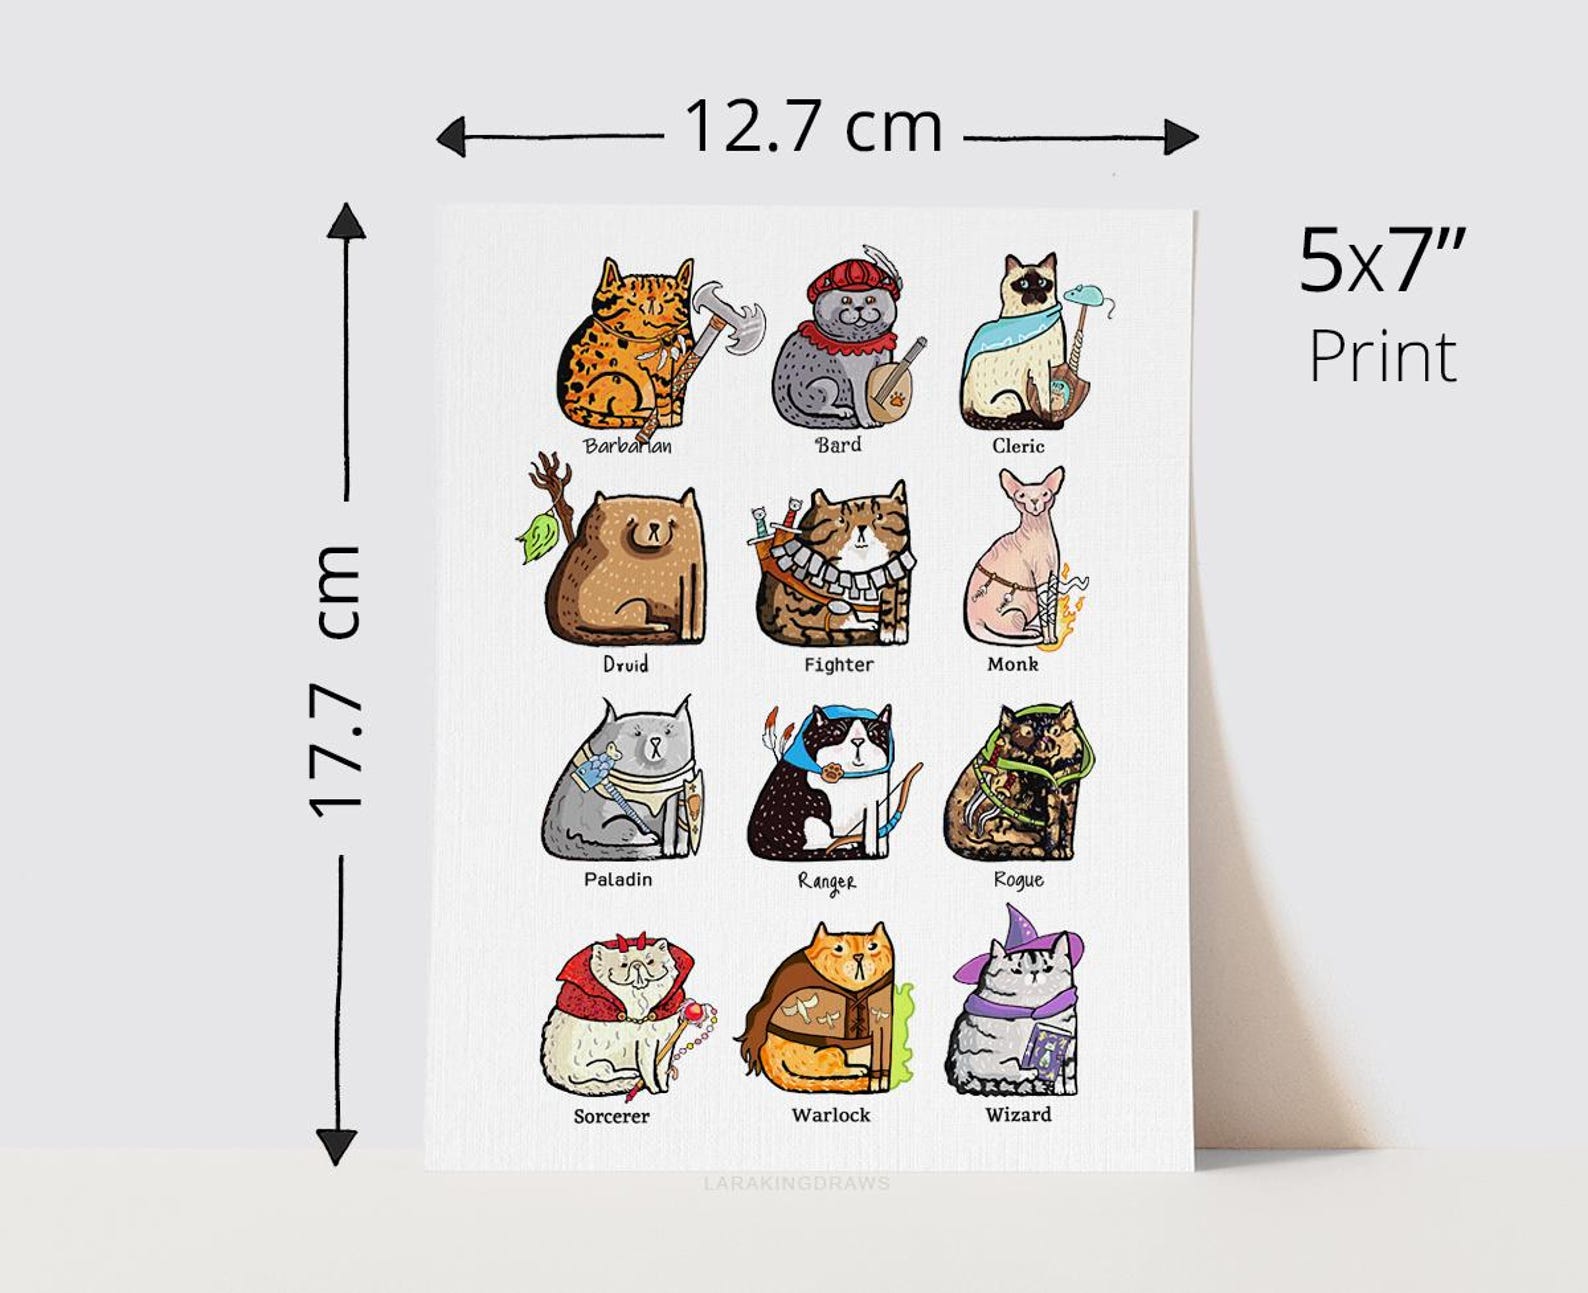 12.7 cm
17.7 cm
5x7”
Print
Barbarian
Bard
Cleric
Druid
Fighter
Monk
Paladin
Ranger
Rogue
Sorcerer
Warlock
Wizard
LARAKINGDRAWS